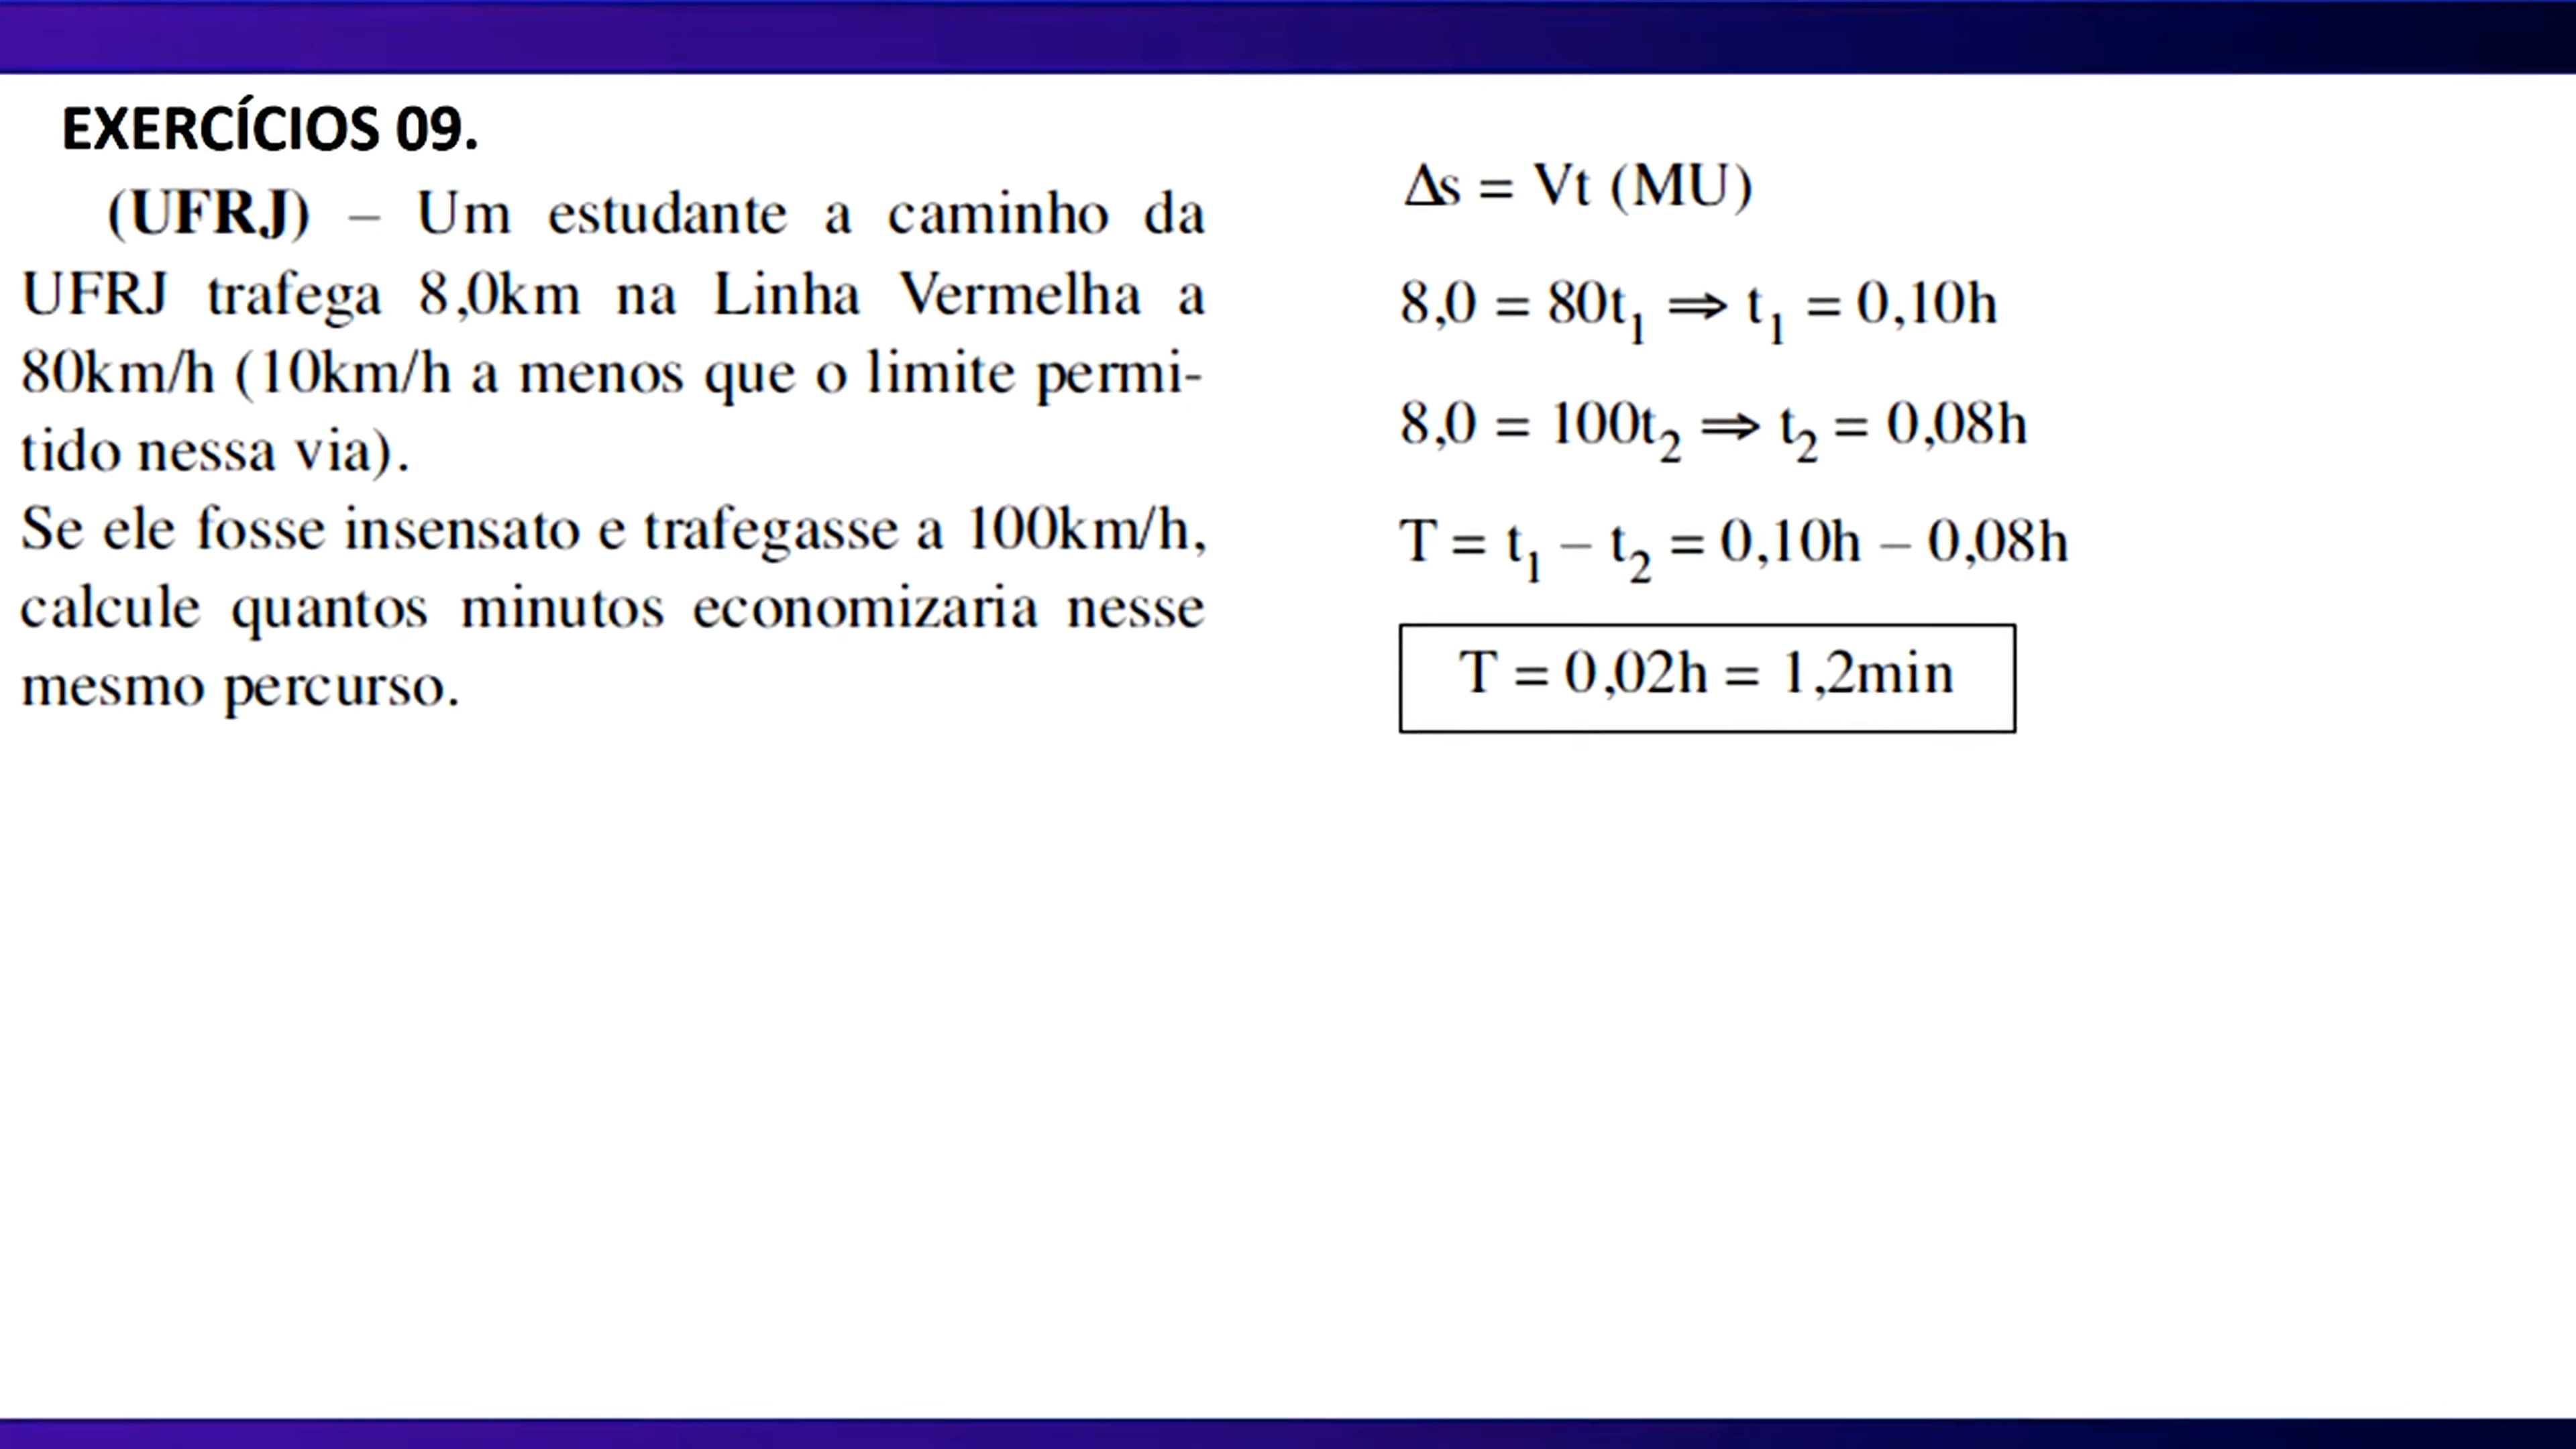 EXERCÍCIOS 09.
(UFRJ) – Um estudante a caminho da
UFRJ trafega 8,0km na Linha Vermelha a
80km/h (10km/h a menos que o limite permi-
tido nessa via).
Se ele fosse insensato e trafegasse a 100km/h,
calcule quantos minutos economizaria nesse
mesmo percurso.
Δs = Vt (MU)
8,0 = 80t₁ ⇒ t₁ = 0,10h
8,0 = 100t₂ ⇒ t₂ = 0,08h
T = t₁ – t₂ = 0,10h – 0,08h
T = 0,02h = 1,2min